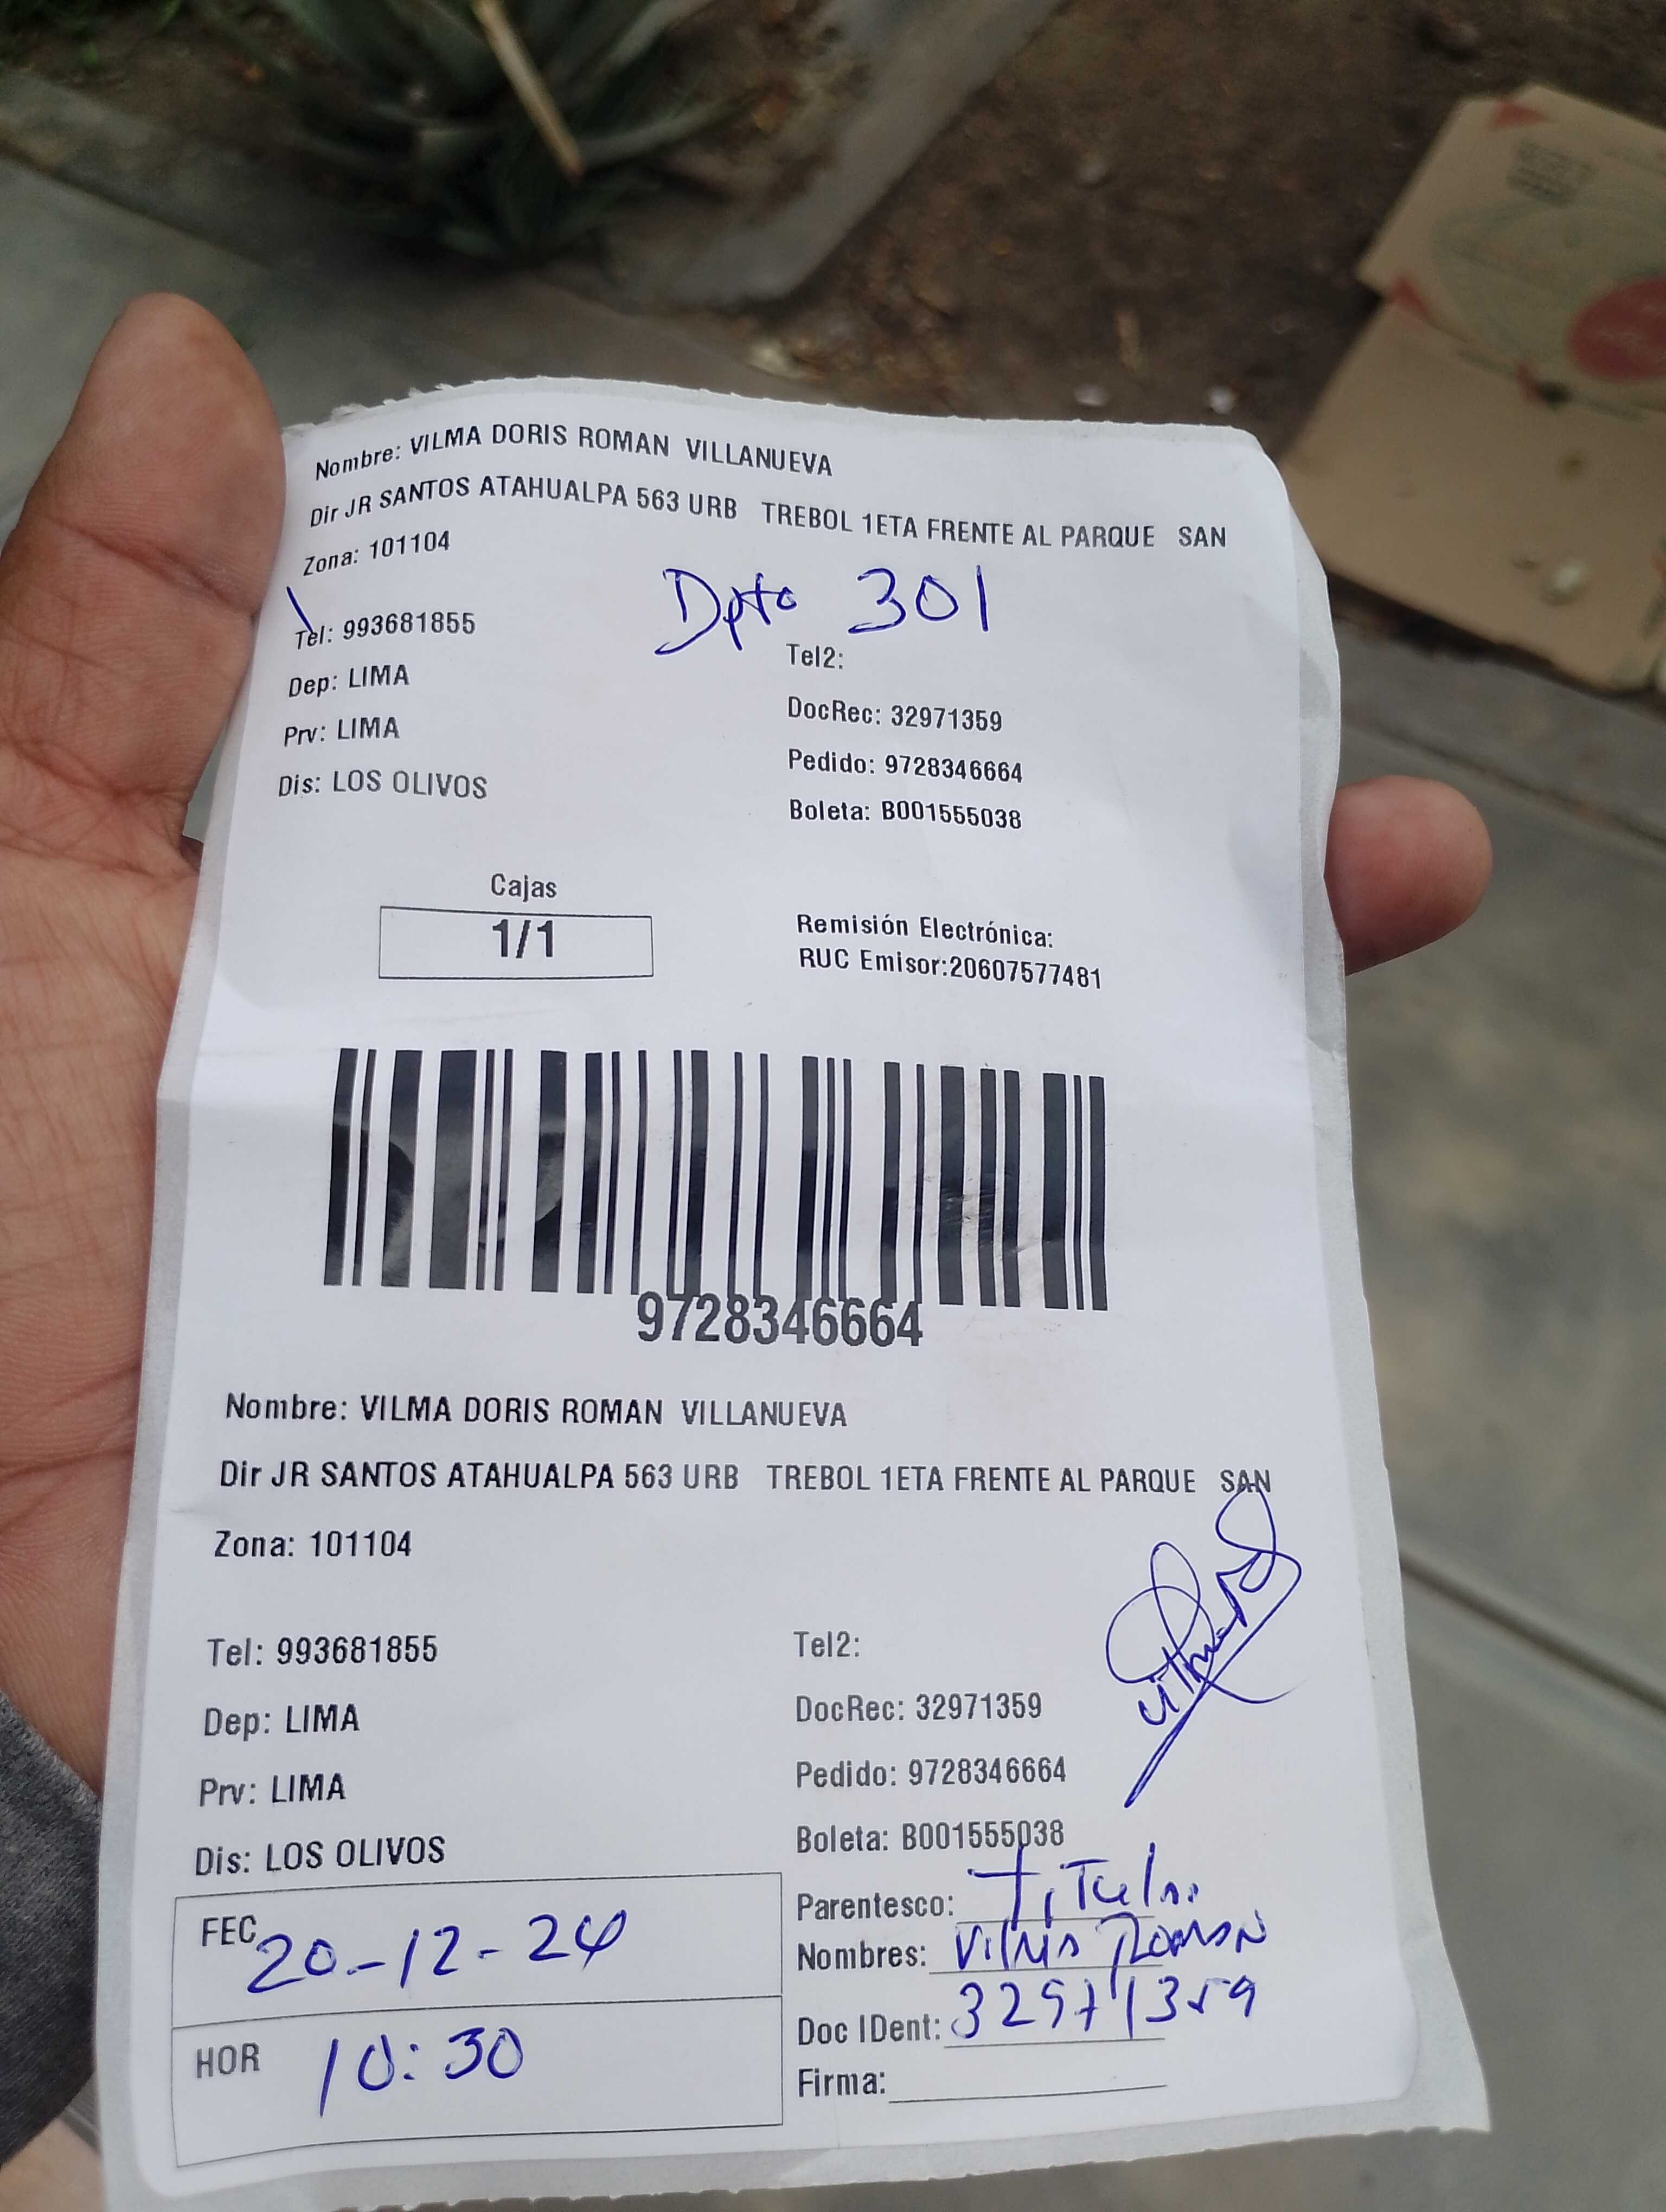 Nombre: VILMA DORIS ROMAN VILLANUEVA
Dir JR SANTOS ATAHUALPA 563 URB TREBOL 1ETA FRENTE AL PARQUE SAN
Zona: 101104
Dpto 301
Tel: 993681855
Tel2:
Dep: LIMA
DocRec: 32971359
Prv: LIMA
Pedido: 9728346664
Dis: LOS OLIVOS
Boleta: B001555038
Cajas
1/1
Remisión Electrónica:
RUC Emisor:20607577481
9728346664
Nombre: VILMA DORIS ROMAN VILLANUEVA
Dir JR SANTOS ATAHUALPA 563 URB TREBOL 1ETA FRENTE AL PARQUE SAN
Zona: 101104
Tel: 993681855
Tel2:
Dep: LIMA
DocRec: 32971359
Prv: LIMA
Pedido: 9728346664
Dis: LOS OLIVOS
Boleta: B001555038
FEC 20-12-24
HOR 10:30
Parentesco: Titular
Nombres: Vilma Roman
Doc IDent: 32971359
Firma: